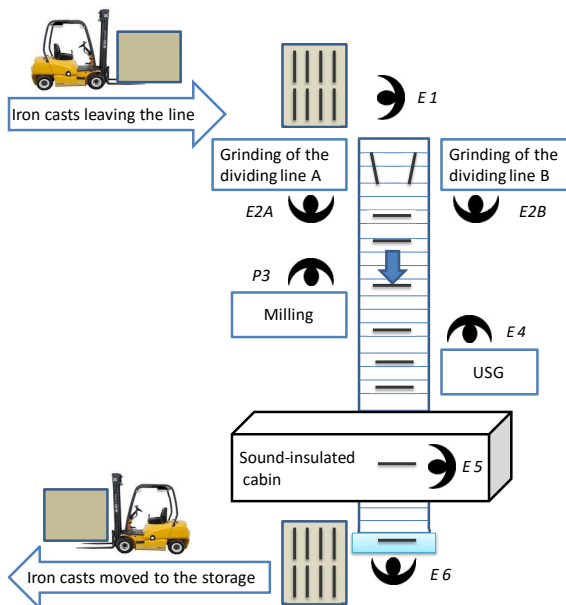 Iron casts leaving the line
E 1
Grinding of the
dividing line A
Grinding of the
dividing line B
E2A
E2B
P3
Milling
E 4
USG
Sound-insulated
cabin
E 5
Iron casts moved to the storage
E 6